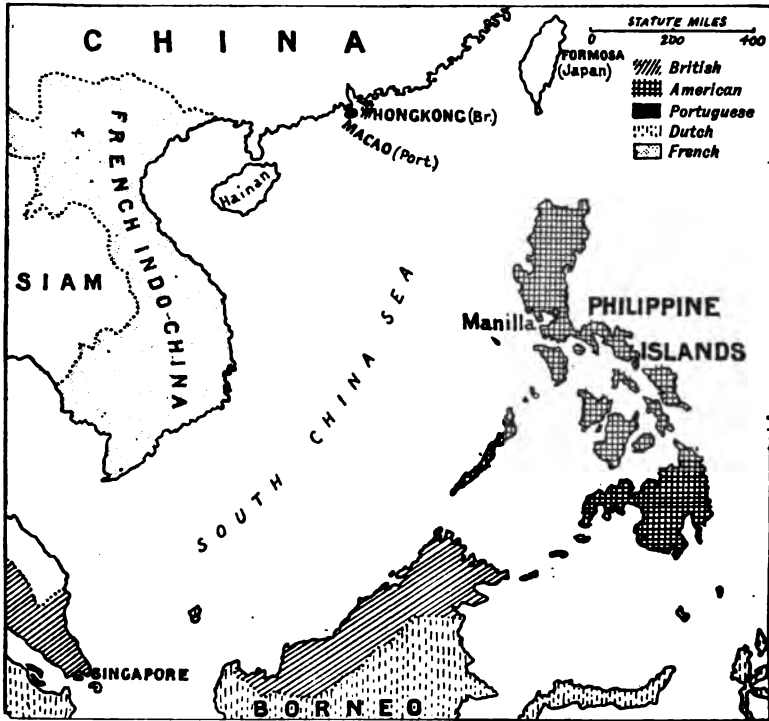 CHINA
STATUTE MILES
0 200 400
FORMOSA
(Japan)
British
American
Portuguese
Dutch
French
HONGKONG (Br.)
MACAO (Port.)
Hainan
FRENCH INDO-CHINA
SIAM
Manilla
PHILIPPINE
ISLANDS
SOUTH CHINA SEA
SINGAPORE
BORNEO